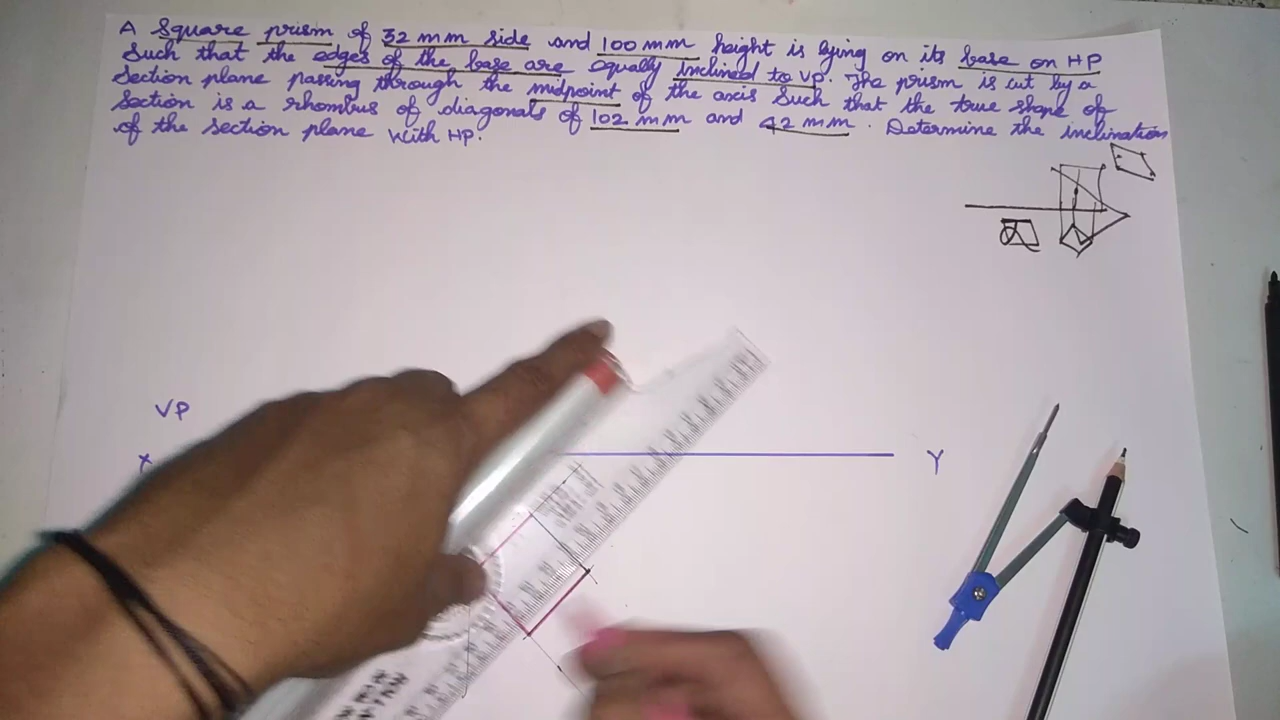 A Square prism of 32 mm side and 100 mm height is lying on its base on HP
Such that the edges of the base are equally inclined to VP. The prism is cut by a
Section plane passing through the midpoint of the axis Such that the true shape of
Section is a rhombus of diagonals of 102 mm and 42 mm. Determine the inclination
of the section plane with HP.
VP
X
Y